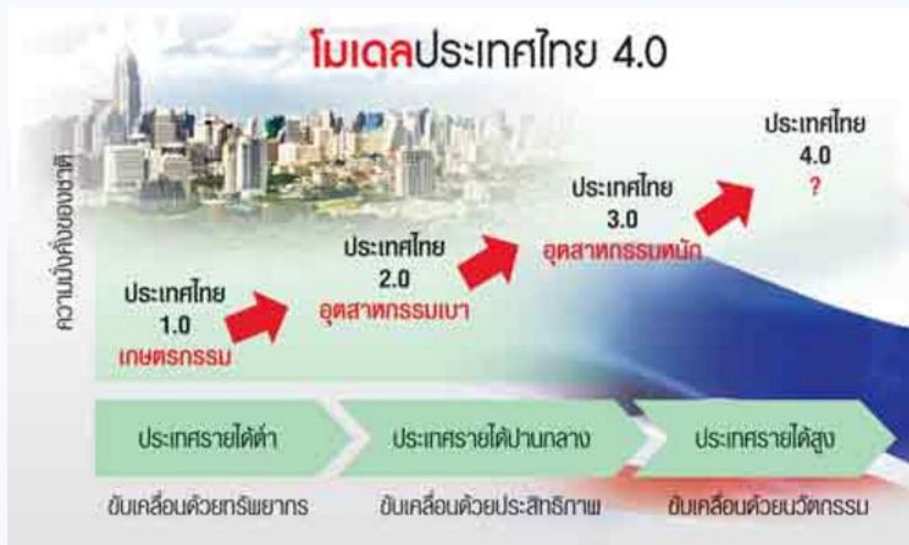 โมเดลประเทศไทย 4.0
ความมั่งคั่งของชาติ
ประเทศไทย
1.0
เกษตรกรรม
ประเทศไทย
2.0
อุตสาหกรรมเบา
ประเทศไทย
3.0
อุตสาหกรรมหนัก
ประเทศไทย
4.0
?
ประเทศรายได้ต่ำ
ประเทศรายได้ปานกลาง
ประเทศรายได้สูง
ขับเคลื่อนด้วยทรัพยากร
ขับเคลื่อนด้วยประสิทธิภาพ
ขับเคลื่อนด้วยนวัตกรรม